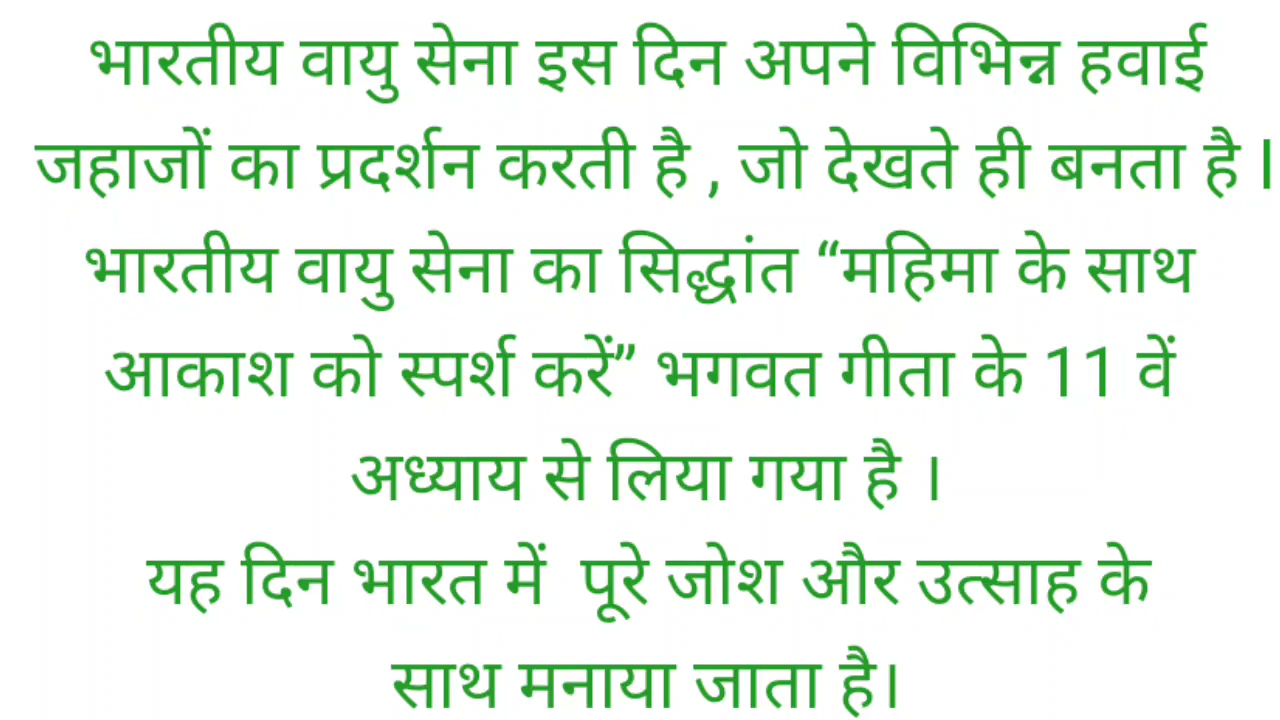 भारतीय वायु सेना इस दिन अपने विभिन्न हवाई
जहाजों का प्रदर्शन करती है , जो देखते ही बनता है ।
भारतीय वायु सेना का सिद्धांत “महिमा के साथ
आकाश को स्पर्श करें” भगवत गीता के 11 वें
अध्याय से लिया गया है ।
यह दिन भारत में पूरे जोश और उत्साह के
साथ मनाया जाता है।